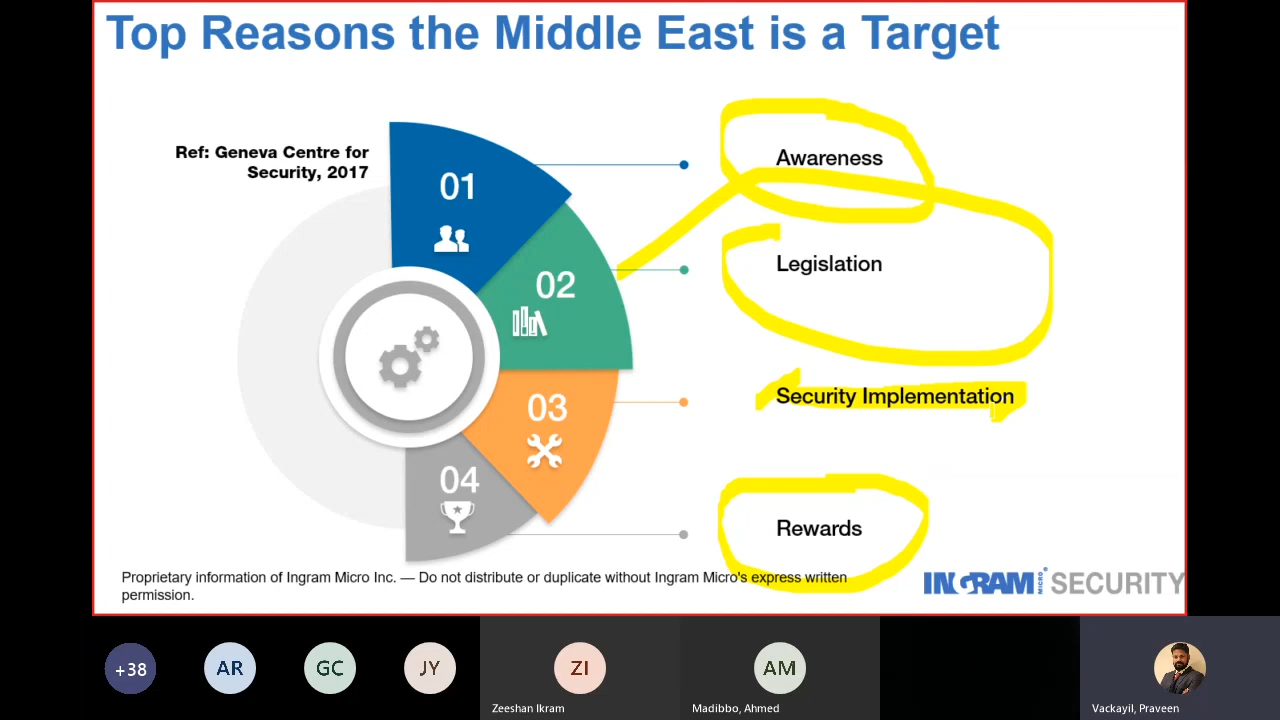 Top Reasons the Middle East is a Target
Ref: Geneva Centre for
Security, 2017
01
Awareness
02
Legislation
03
Security Implementation
04
Rewards
Proprietary information of Ingram Micro Inc. — Do not distribute or duplicate without Ingram Micro's express written
permission.
INGRAM MICRO SECURITY
+38
AR
GC
JY
ZI
AM
Zeeshan Ikram
Madibbo, Ahmed
Vackayil, Praveen